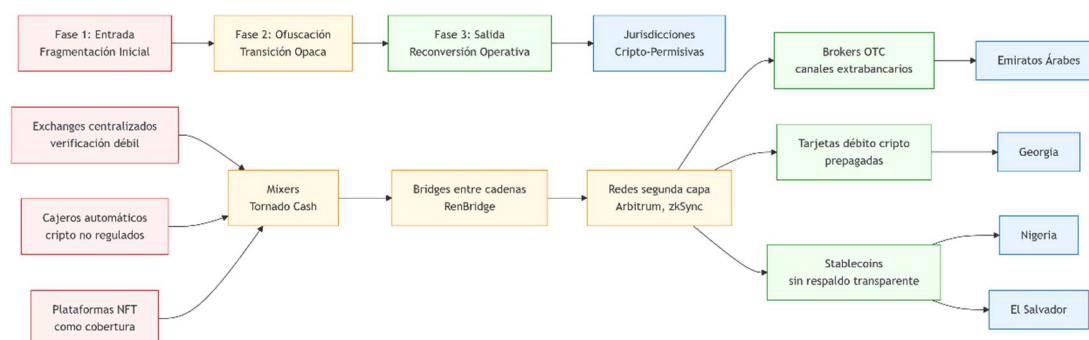 Fase 1: Entrada
Fragmentación Inicial
Fase 2: Ofuscación
Transición Opaca
Fase 3: Salida
Reconversión Operativa
Jurisdicciones
Cripto-Permisivas
Exchanges centralizados
verificación débil
Cajeros automáticos
cripto no regulados
Plataformas NFT
como cobertura
Mixers
Tornado Cash
Bridges entre cadenas
RenBridge
Redes segunda capa
Arbitrum, zkSync
Brokers OTC
canales extrabancarios
Tarjetas débito cripto
prepagadas
Stablecoins
sin respaldo transparente
Emiratos Árabes
Georgia
Nigeria
El Salvador